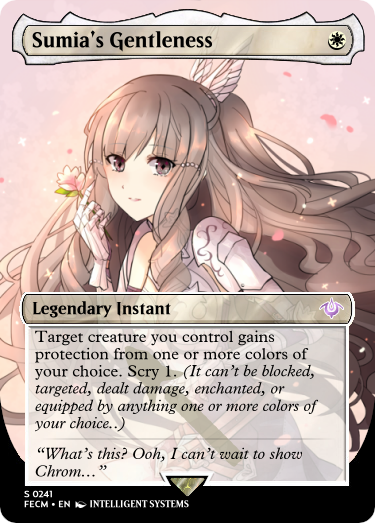 Sumia's Gentleness
Legendary Instant
Target creature you control gains
protection from one or more colors of
your choice. Scry 1. (It can't be blocked,
targeted, dealt damage, enchanted, or
equipped by anything one or more colors of
your choice..)
“What's this? Ooh, I can't wait to show
Chrom…”
S 0241
FECM • EN INTELLIGENT SYSTEMS